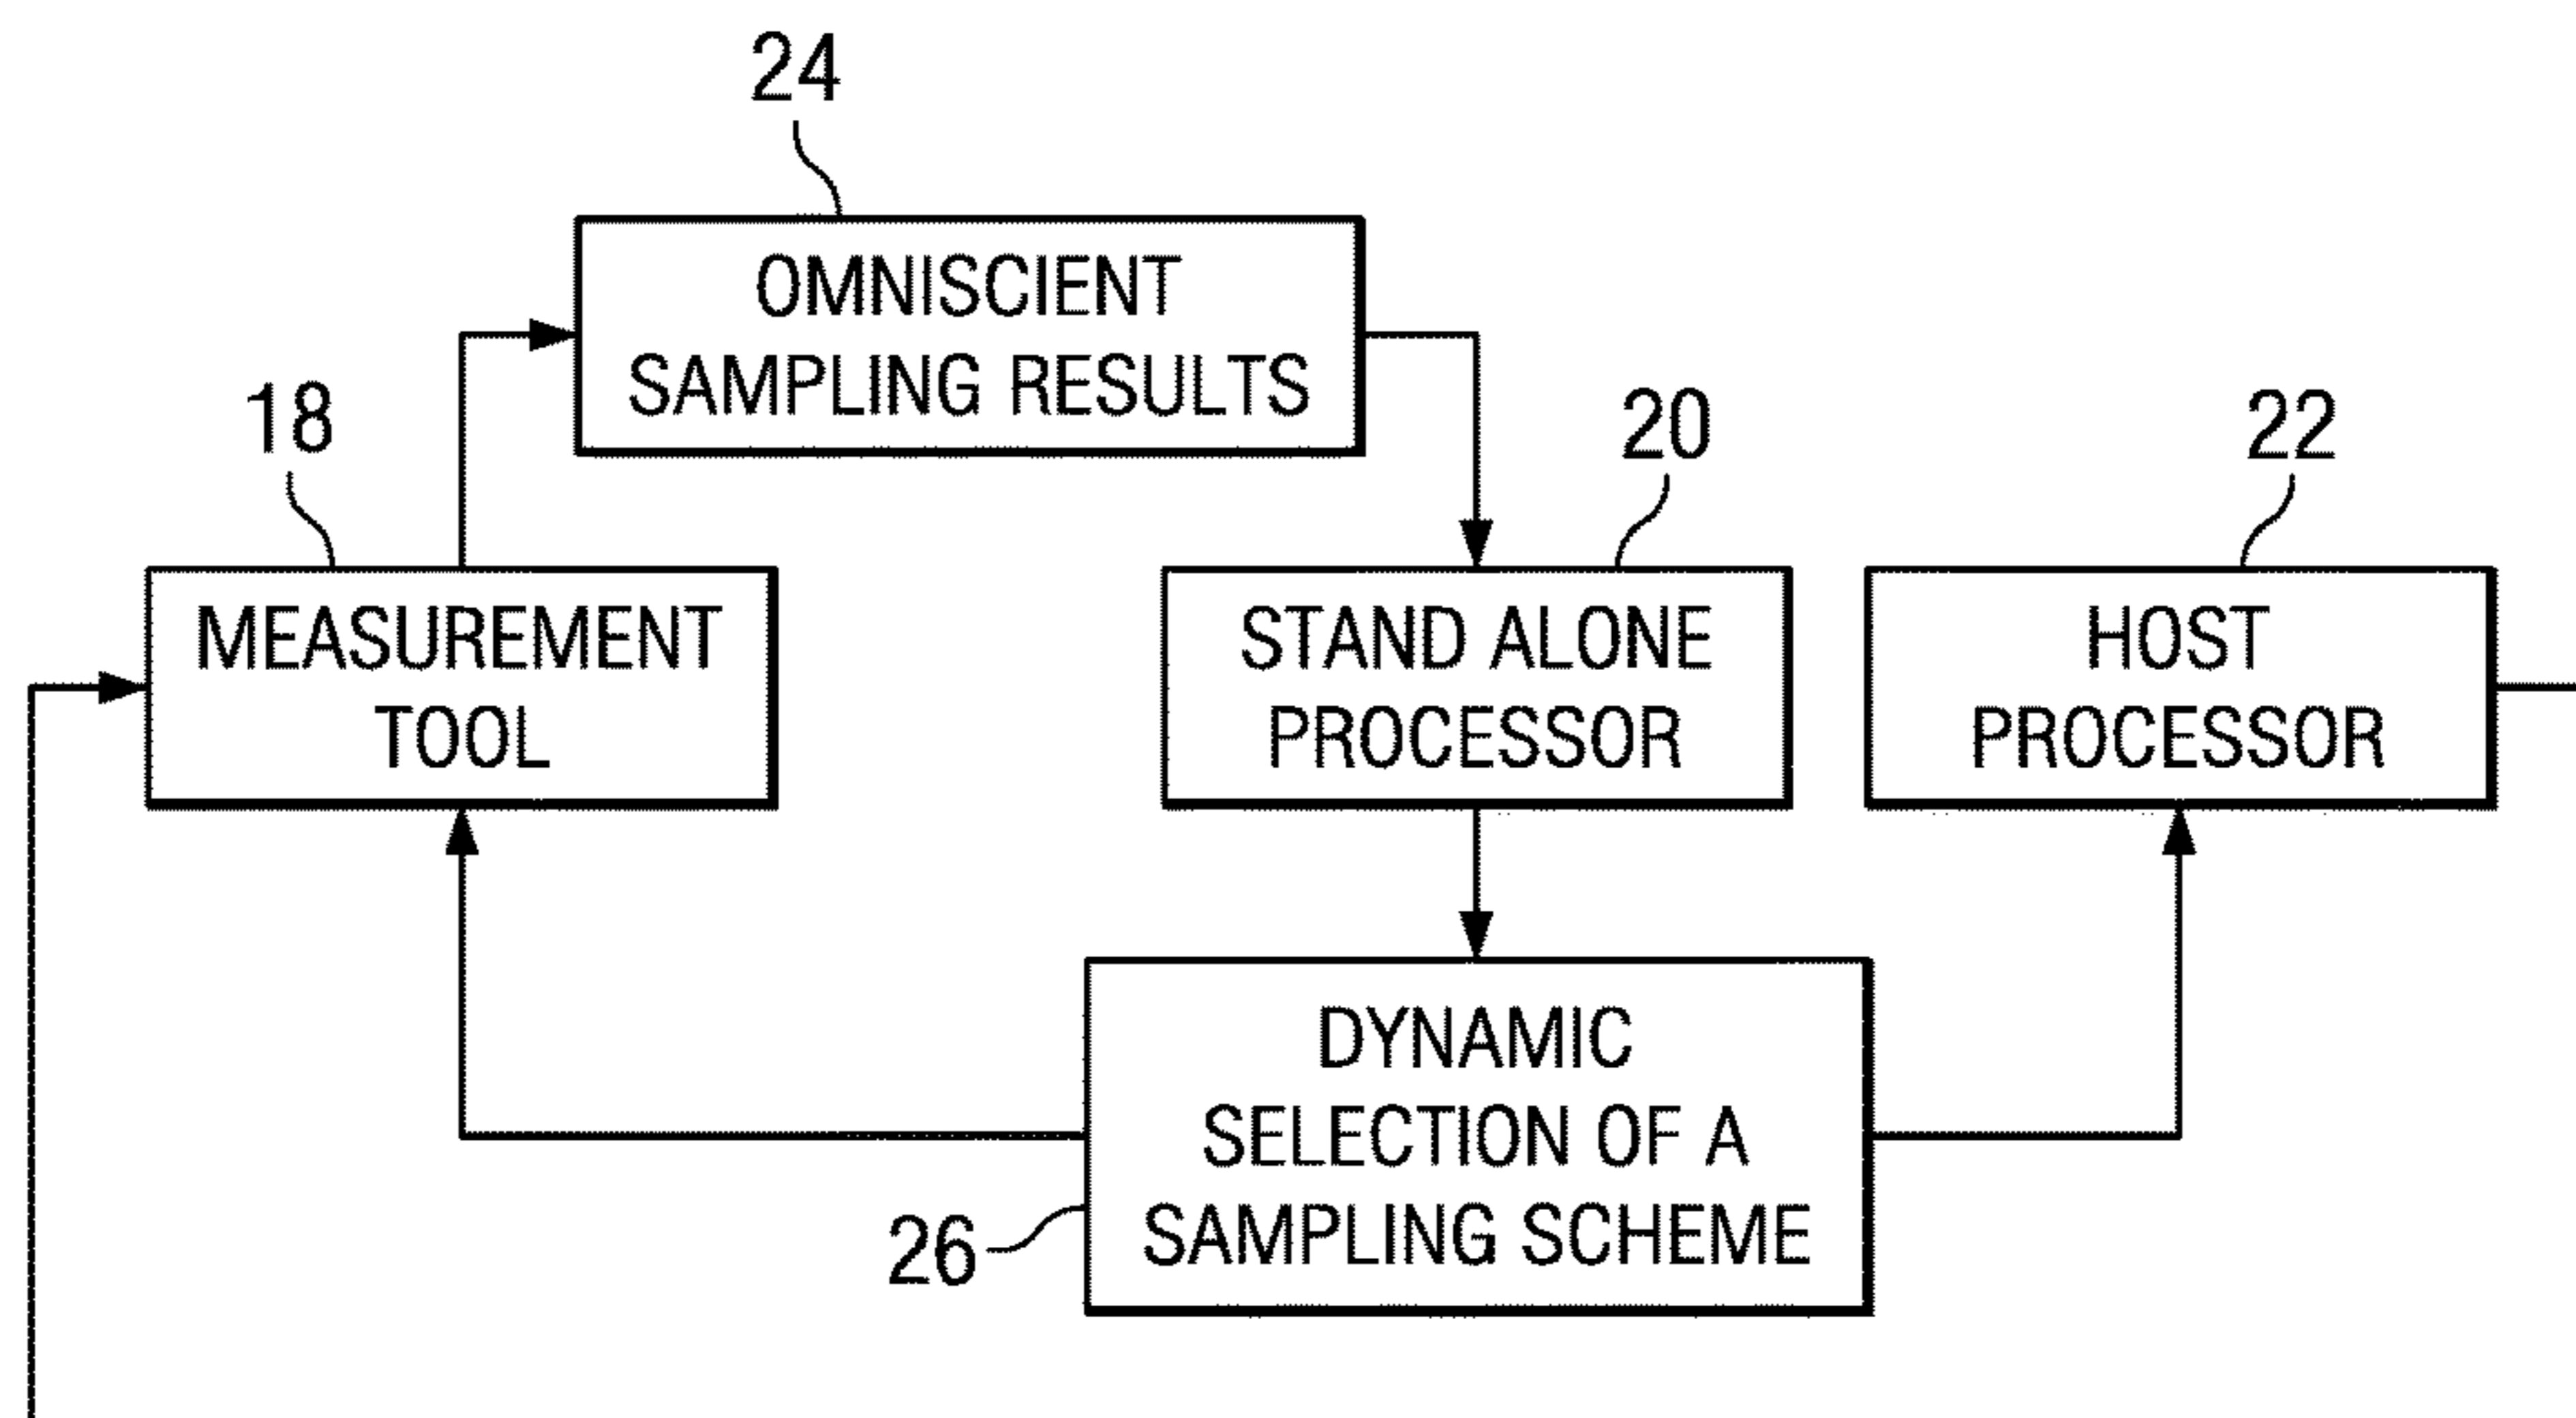 24
OMNISCIENT
SAMPLING RESULTS
18
20
22
MEASUREMENT
TOOL
STAND ALONE
PROCESSOR
HOST
PROCESSOR
DYNAMIC
SELECTION OF A
SAMPLING SCHEME
26